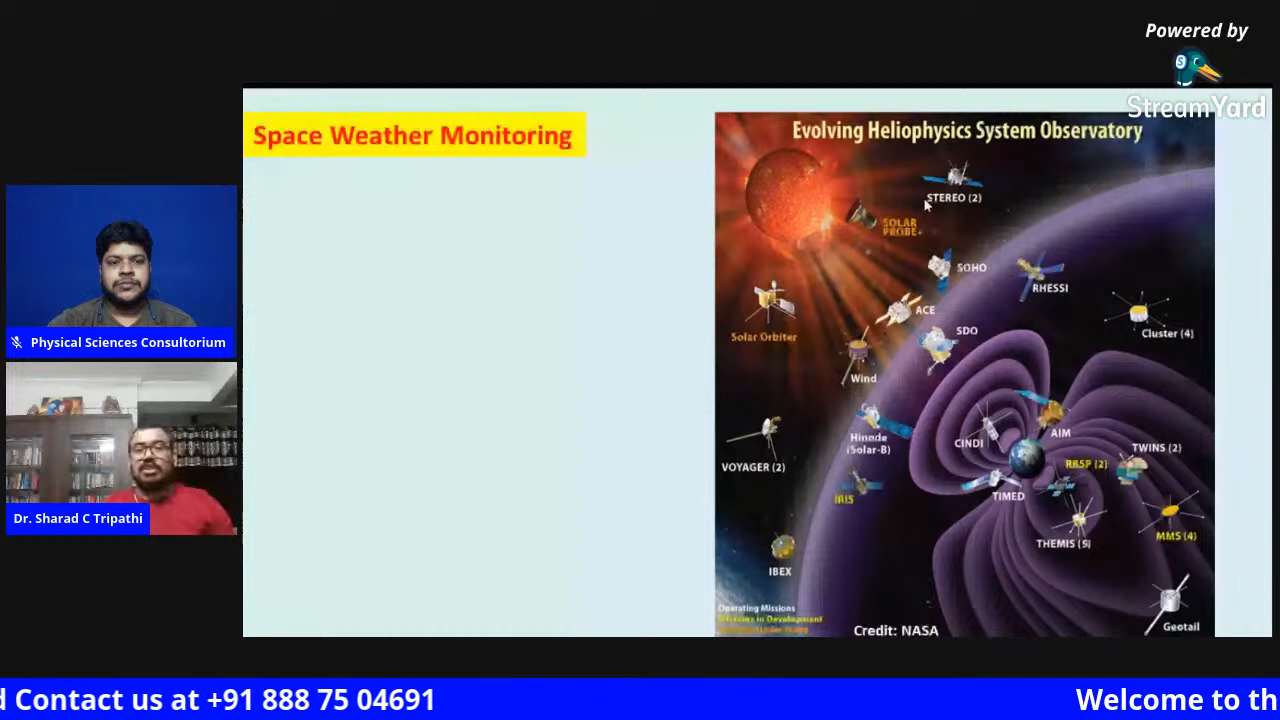 Powered by
StreamYard
Space Weather Monitoring
Evolving Heliophysics System Observatory
STEREO (2)
SOLAR
PROBE+
SOHO
RHESSI
ACE
Cluster (4)
Solar Orbiter
SDO
Wind
Hinode
(Solar-B)
CINDI
AIM
VOYAGER (2)
RBSP (2)
TWINS (2)
IRIS
TIMED
THEMIS (5)
MMS (4)
IBEX
Operating Missions
Missions in Development
Credit: NASA
Geotail
Physical Sciences Consultorium
Dr. Sharad C Tripathi
d Contact us at +91 888 75 04691
Welcome to th